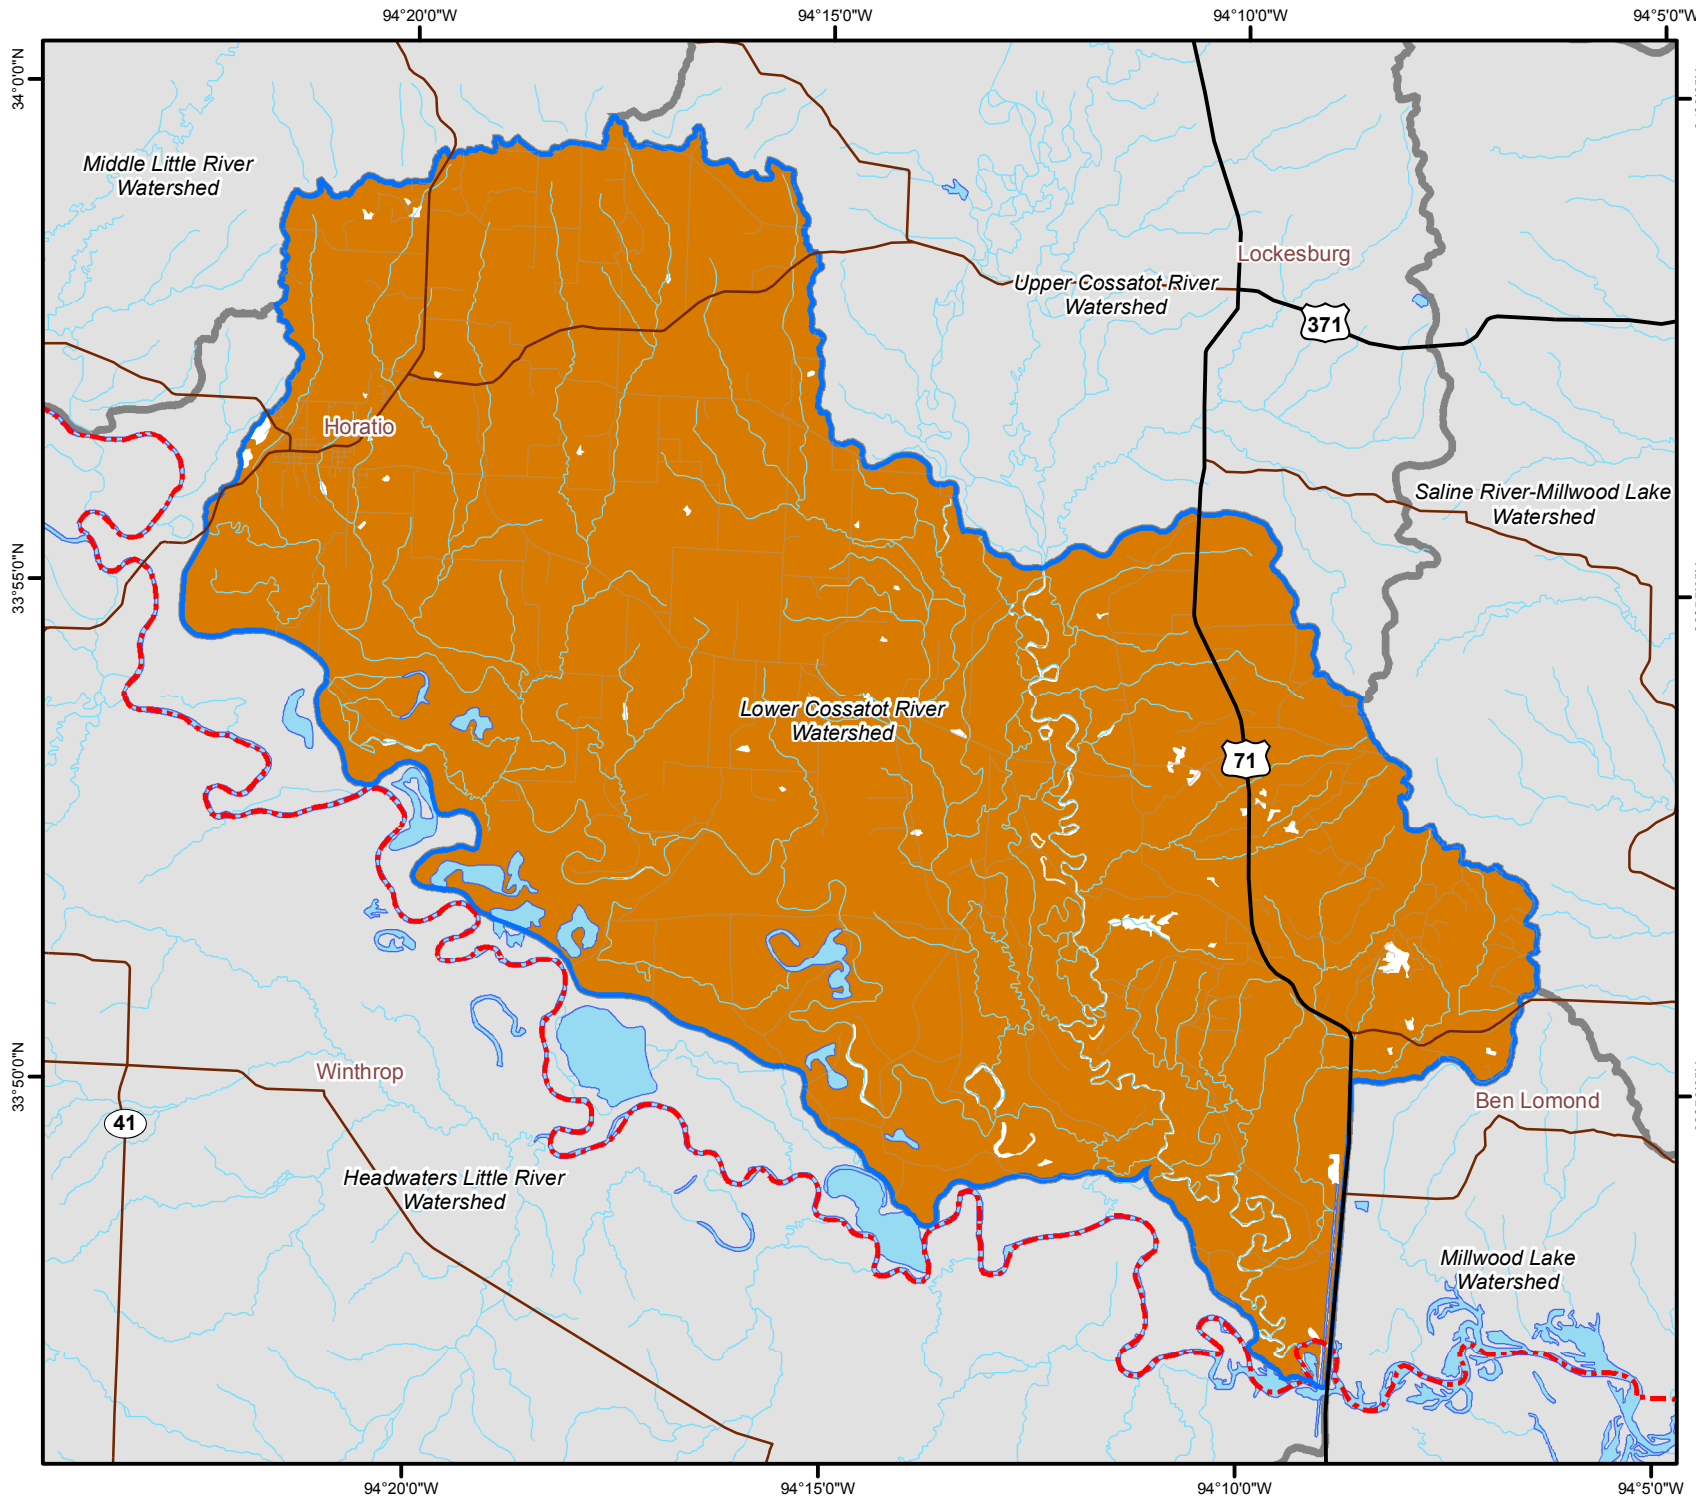 94°20'0"W
94°15'0"W
94°10'0"W
94°5'0"W
34°0'0"N
Middle Little River
Watershed
Lockesburg
Upper Cossatot River
Watershed
371
Horatio
Saline River-Millwood Lake
Watershed
33°55'0"N
Lower Cossatot River
Watershed
71
Winthrop
33°50'0"N
Ben Lomond
41
Headwaters Little River
Watershed
Millwood Lake
Watershed
94°20'0"W
94°15'0"W
94°10'0"W
94°5'0"W